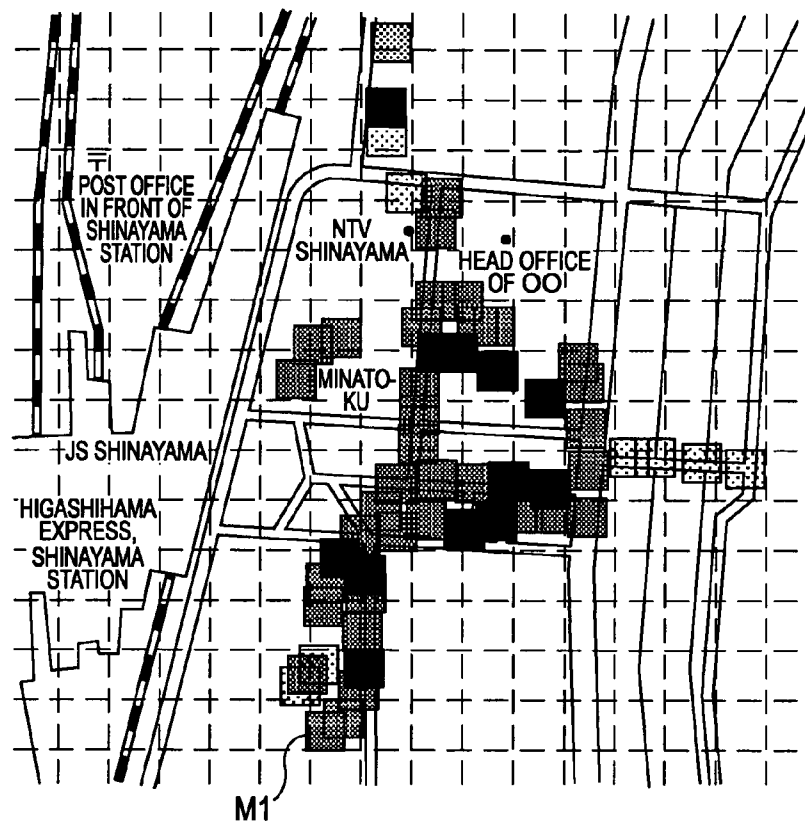 〒
POST OFFICE
IN FRONT OF
SHINAYAMA
STATION
NTV
SHINAYAMA
HEAD OFFICE
OF OO
MINATO-
KU
JS SHINAYAMA
HIGASHIHAMA
EXPRESS,
SHINAYAMA
STATION
M1